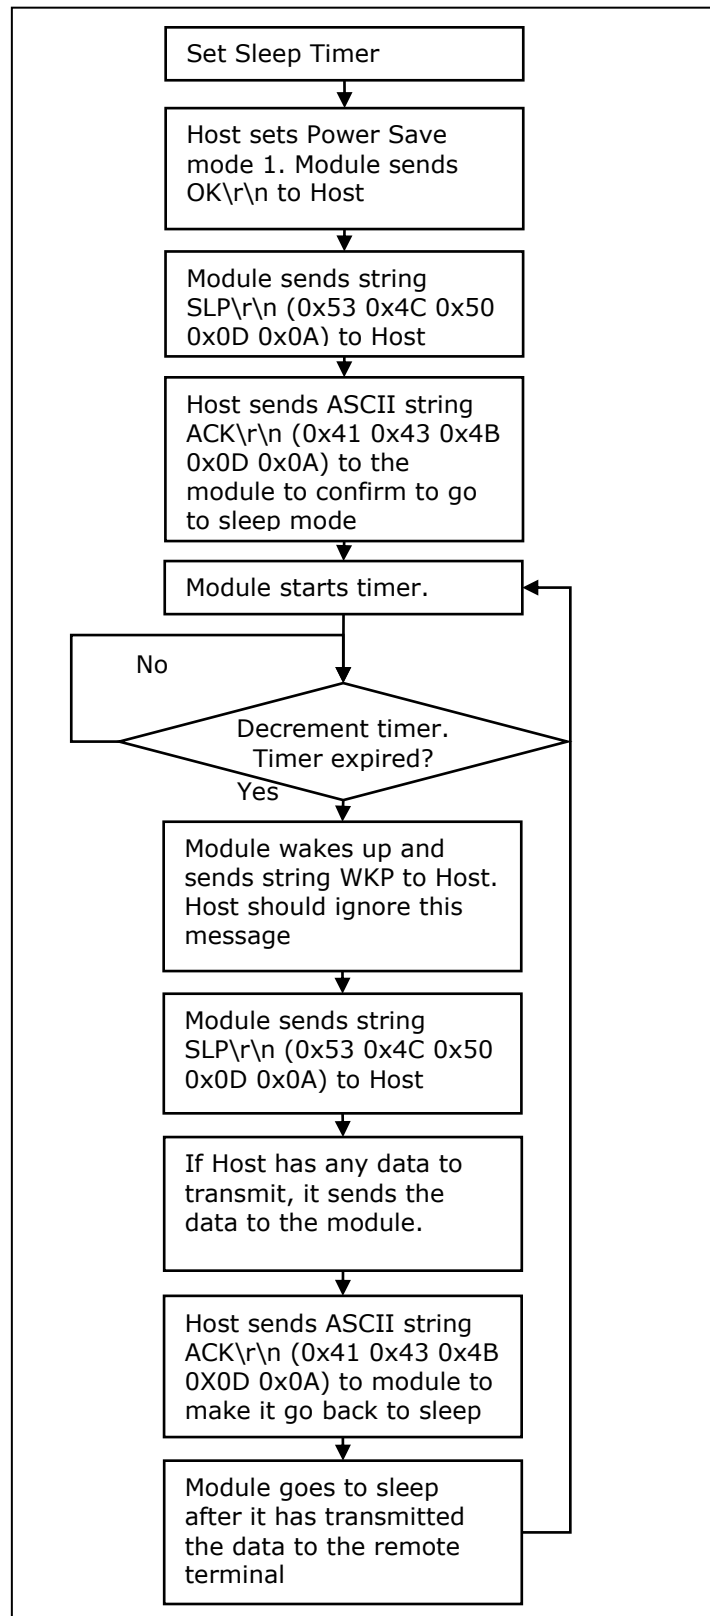 Set Sleep Timer
Host sets Power Save
mode 1. Module sends
OK\r\n to Host
Module sends string
SLP\r\n (0x53 0x4C 0x50
0x0D 0x0A) to Host
Host sends ASCII string
ACK\r\n (0x41 0x43 0x4B
0x0D 0x0A) to the
module to confirm to go
to sleep mode
Module starts timer.
No
Decrement timer.
Timer expired?
Yes
Module wakes up and
sends string WKP to Host.
Host should ignore this
message
Module sends string
SLP\r\n (0x53 0x4C 0x50
0x0D 0x0A) to Host
If Host has any data to
transmit, it sends the
data to the module.
Host sends ASCII string
ACK\r\n (0x41 0x43 0x4B
0X0D 0x0A) to module to
make it go back to sleep
Module goes to sleep
after it has transmitted
the data to the remote
terminal